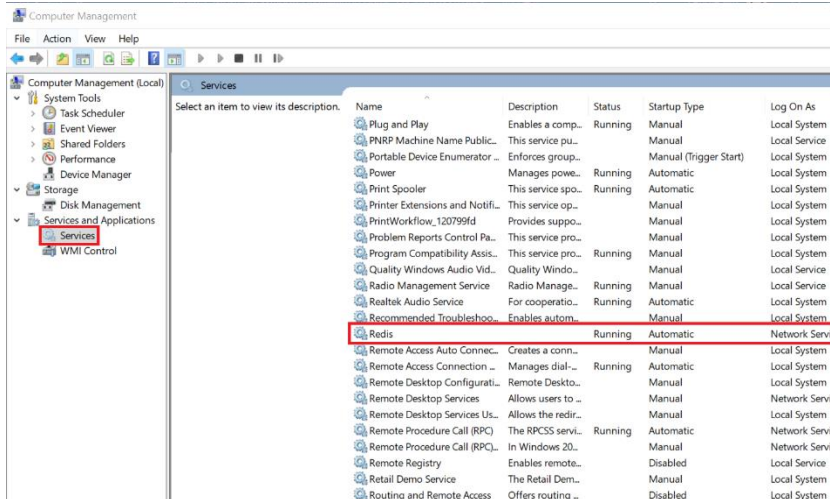 Computer Management
File Action View Help
Computer Management (Local)
System Tools
Task Scheduler
Event Viewer
Shared Folders
Performance
Device Manager
Storage
Disk Management
Services and Applications
Services
WMI Control
Services
Select an item to view its description.
Name Description Status Startup Type Log On As
Plug and Play Enables a comp... Running Manual Local System
PNRP Machine Name Public... This service pu... Manual Local Service
Portable Device Enumerator ... Enforces group... Manual (Trigger Start) Local System
Power Manages powe... Running Automatic Local System
Print Spooler This service spo... Running Automatic Local System
Printer Extensions and Notifi... This service op... Manual Local System
PrintWorkflow_120799fd Provides suppo... Manual Local System
Problem Reports Control Pa... This service pro... Manual Local System
Program Compatibility Assis... This service pro... Running Manual Local System
Quality Windows Audio Vid... Quality Windo... Manual Local Service
Radio Management Service Radio Manage... Running Manual Local Service
Realtek Audio Service For cooperatio... Running Automatic Local System
Recommended Troubleshoo... Enables autom... Manual Local System
Redis Running Automatic Network Servi
Remote Access Auto Connec... Creates a conn... Manual Local System
Remote Access Connection ... Manages dial-... Running Automatic Local System
Remote Desktop Configurati... Remote Deskto... Manual Local System
Remote Desktop Services Allows users to ... Manual Network Servi
Remote Desktop Services Us... Allows the redir... Manual Local System
Remote Procedure Call (RPC) The RPCSS servi... Running Automatic Network Servi
Remote Procedure Call (RPC)... In Windows 20... Manual Network Servi
Remote Registry Enables remote... Disabled Local Service
Retail Demo Service The Retail Dem... Manual Local System
Routing and Remote Access Offers routing ... Disabled Local System